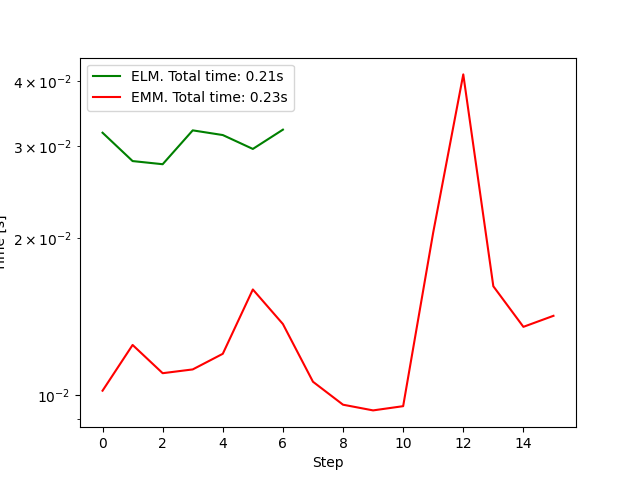 ELM. Total time: 0.21s
EMM. Total time: 0.23s
4 × 10⁻²
3 × 10⁻²
2 × 10⁻²
10⁻²
Time [s]
0 2 4 6 8 10 12 14
Step